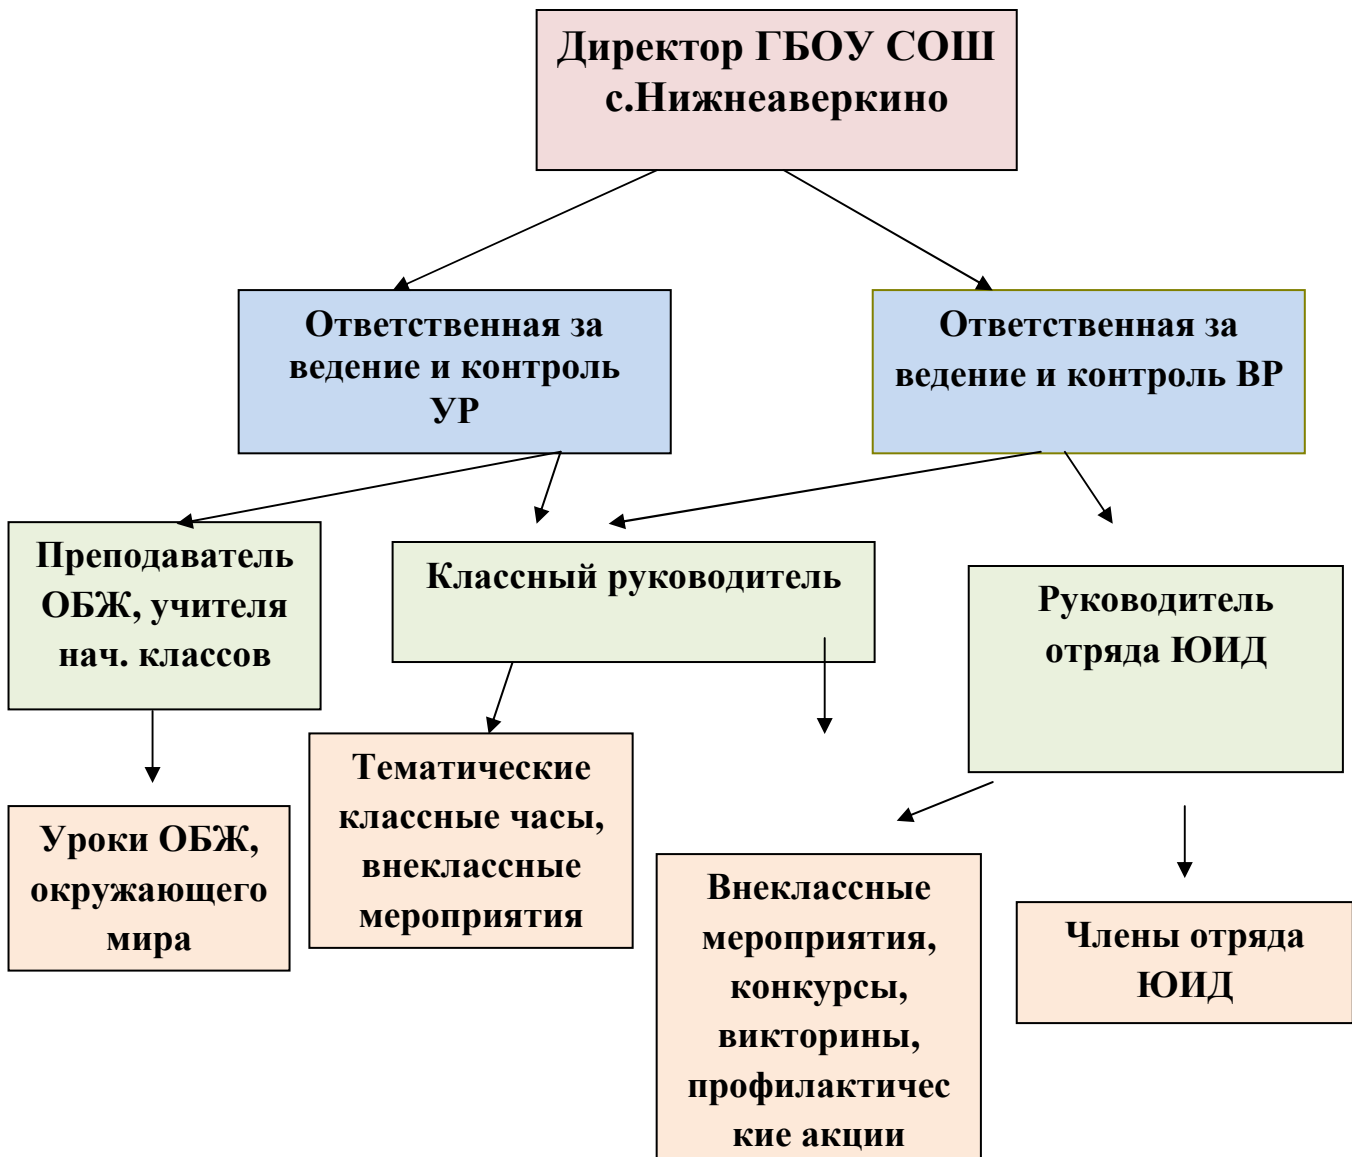 Директор ГБОУ СОШ
с.Нижнеаверкино
Ответственная за
ведение и контроль
УР
Ответственная за
ведение и контроль ВР
Преподаватель
ОБЖ, учителя
нач. классов
Классный руководитель
Руководитель
отряда ЮИД
Уроки ОБЖ,
окружающего
мира
Тематические
классные часы,
внеклассные
мероприятия
Внеклассные
мероприятия,
конкурсы,
викторины,
профилактичес
кие акции
Члены отряда
ЮИД